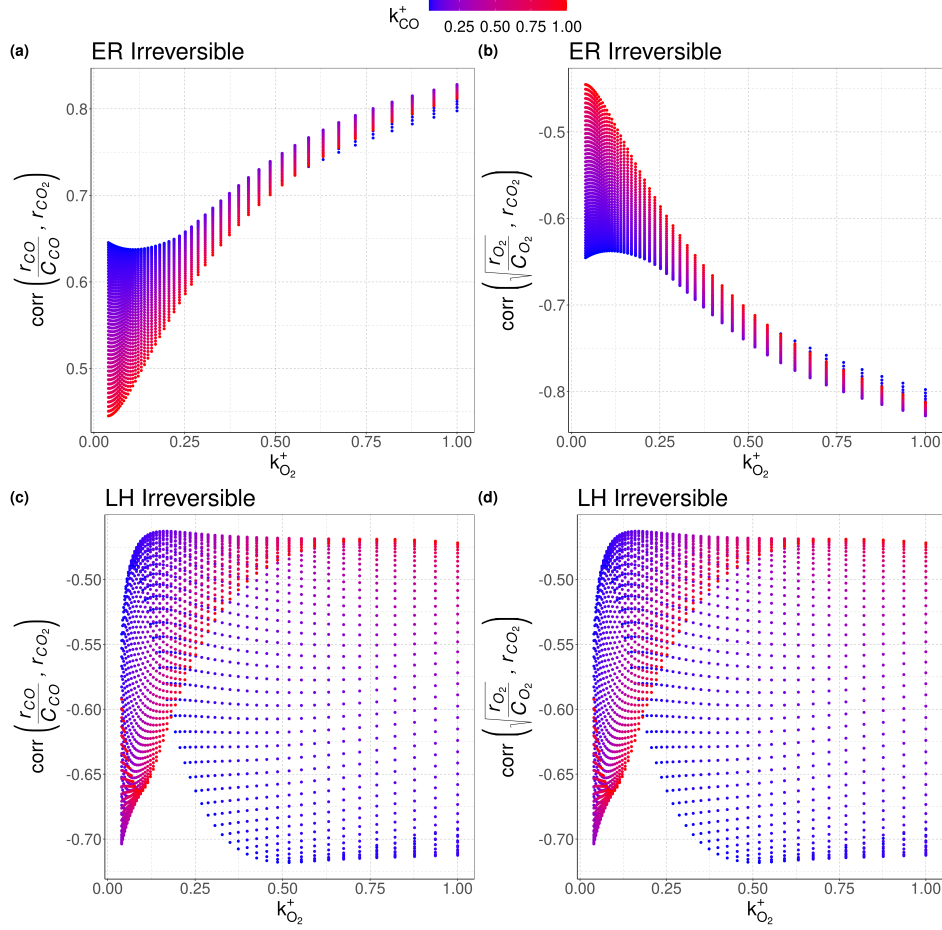 k⁺CO 0.25 0.50 0.75 1.00
(a) ER Irreversible
corr (rCO / CCO , rCO2)
0.8
0.7
0.6
0.5
0.00 0.25 0.50 0.75 1.00
k⁺O2
(b) ER Irreversible
corr (√rO2 / CO2 , rCO2)
-0.5
-0.6
-0.7
-0.8
0.00 0.25 0.50 0.75 1.00
k⁺O2
(c) LH Irreversible
corr (rCO / CCO , rCO2)
-0.50
-0.55
-0.60
-0.65
-0.70
0.00 0.25 0.50 0.75 1.00
k⁺O2
(d) LH Irreversible
corr (√rO2 / CO2 , rCO2)
-0.50
-0.55
-0.60
-0.65
-0.70
0.00 0.25 0.50 0.75 1.00
k⁺O2